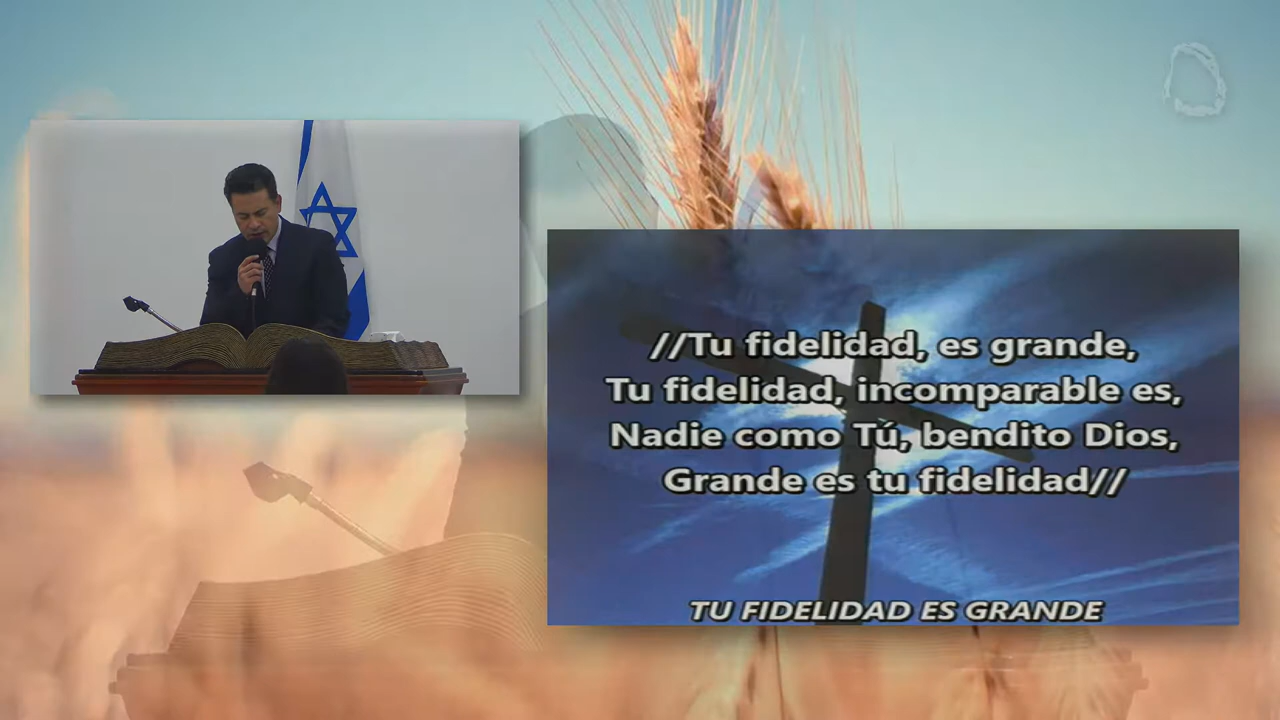 //Tu fidelidad, es grande,
Tu fidelidad, incomparable es,
Nadie como Tú, bendito Dios,
Grande es tu fidelidad//
TU FIDELIDAD ES GRANDE